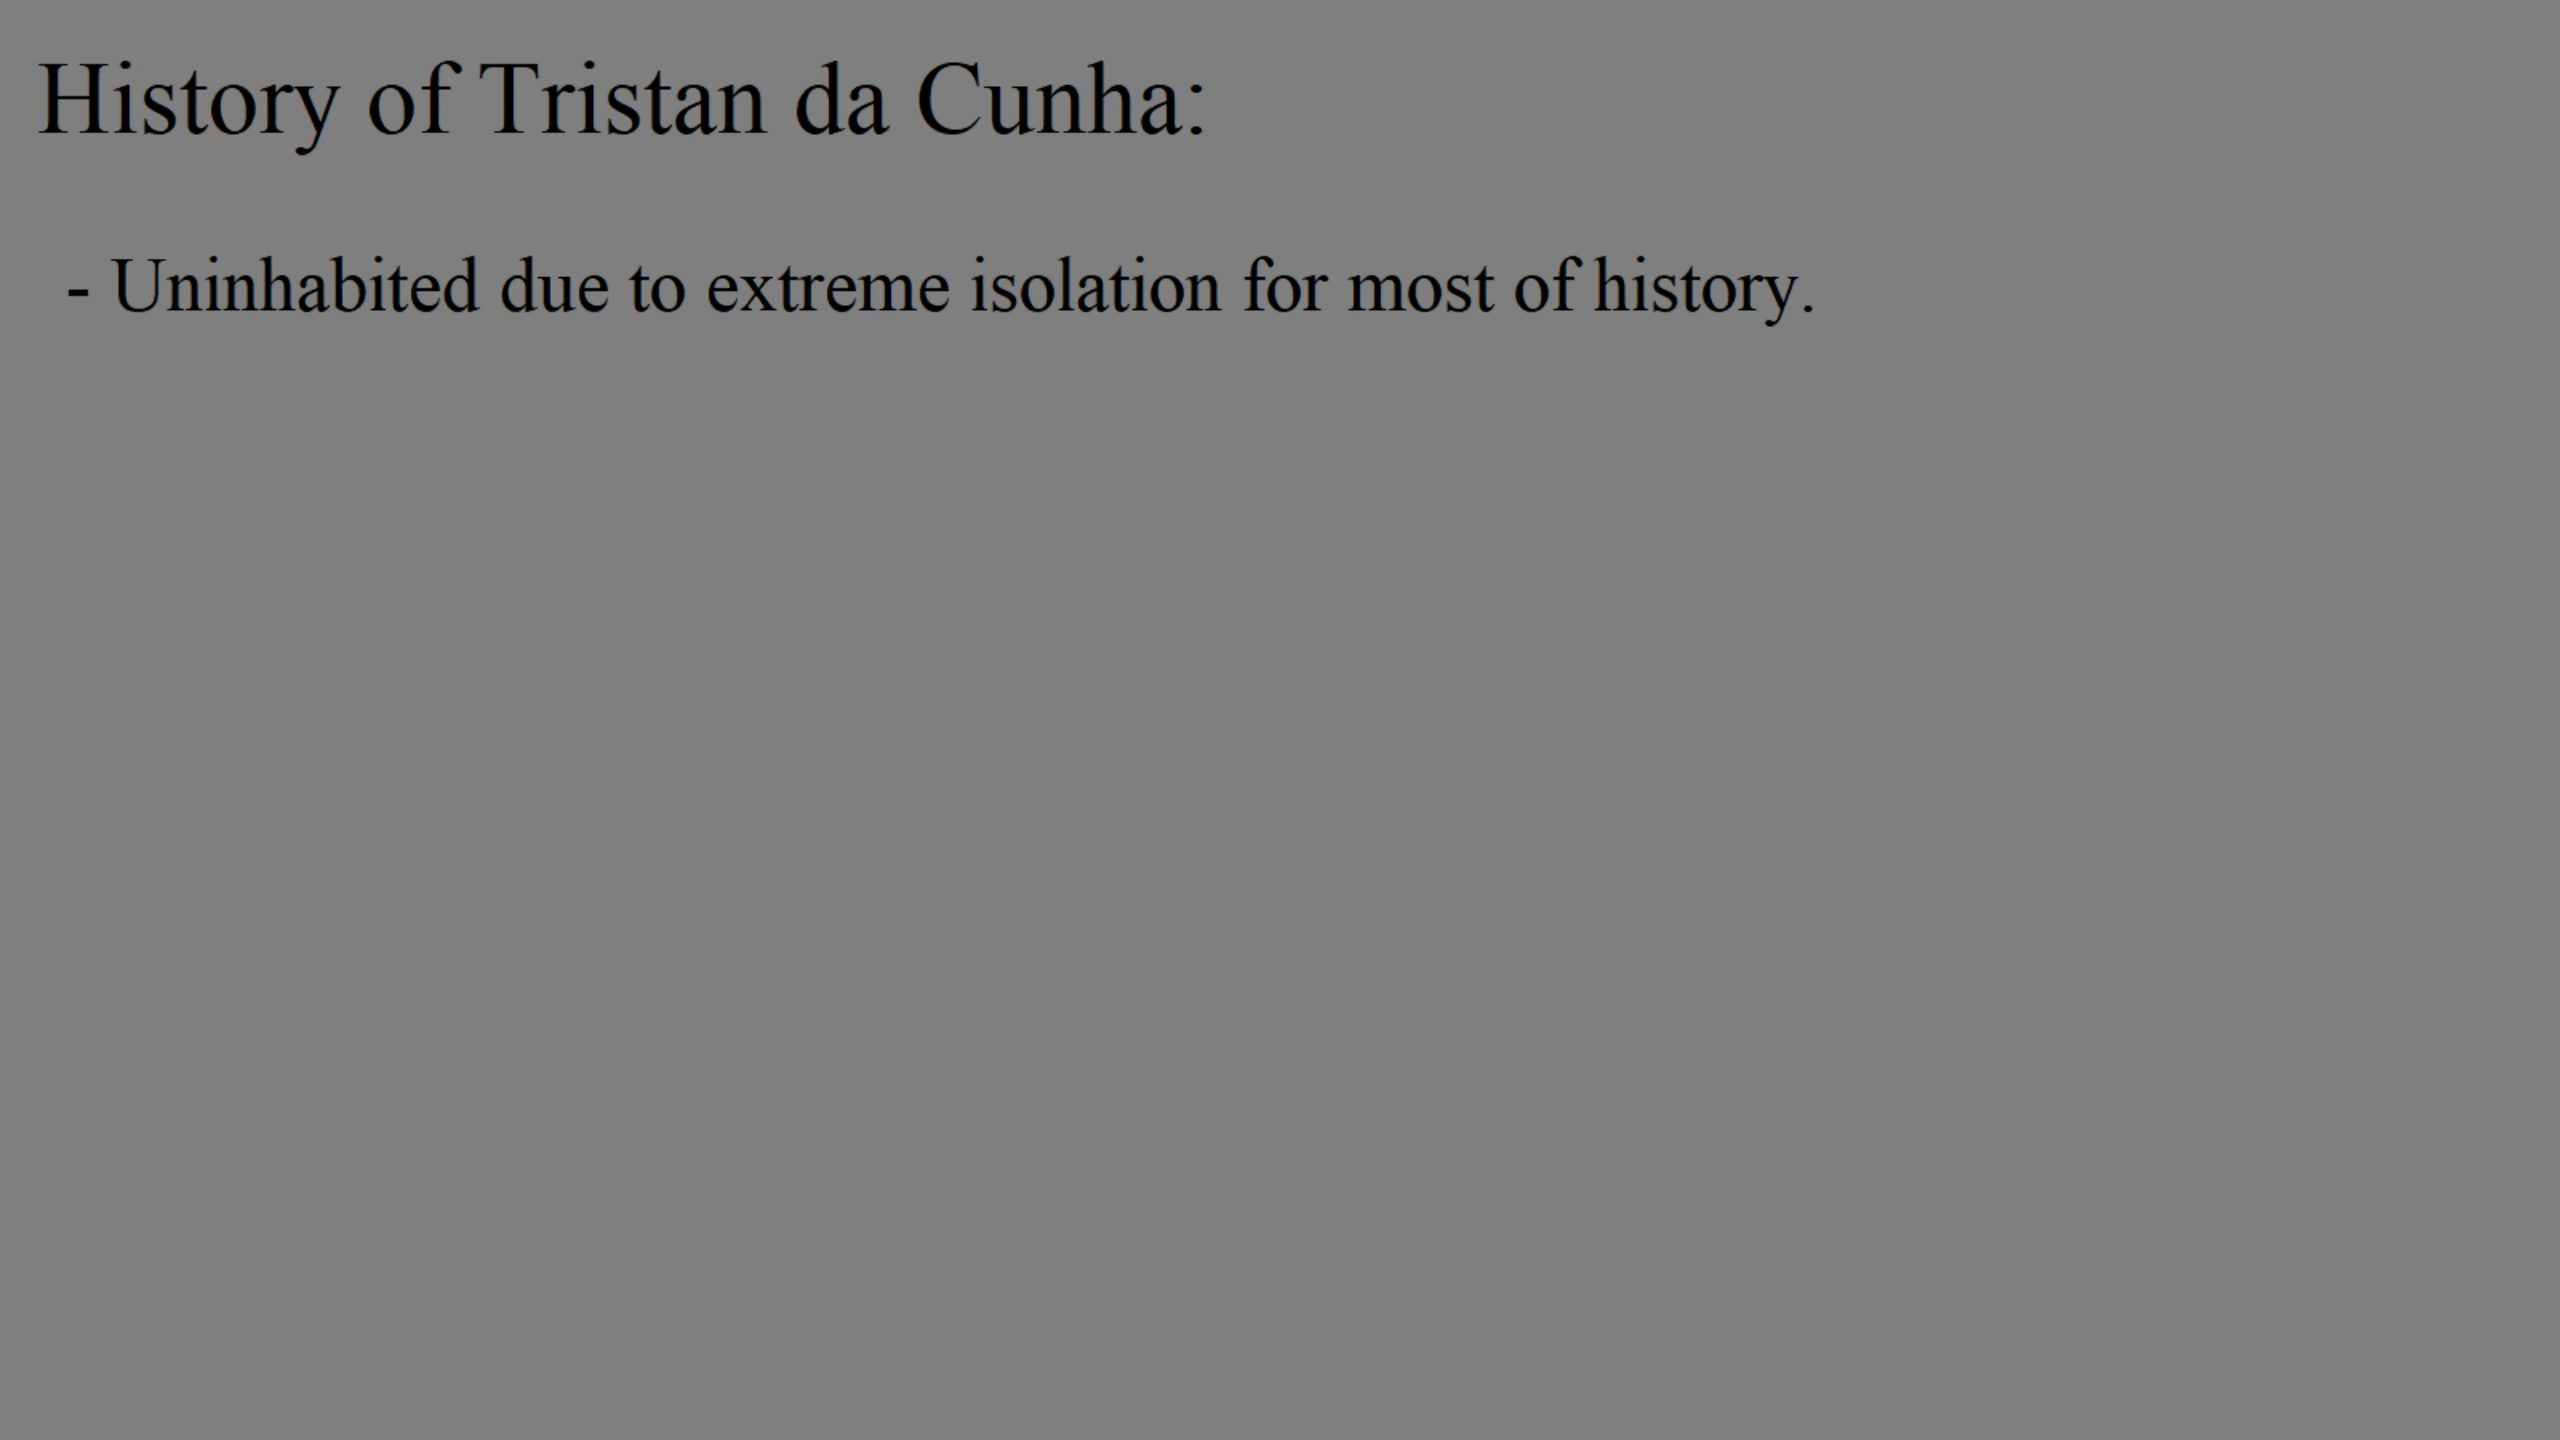 History of Tristan da Cunha:
- Uninhabited due to extreme isolation for most of history.